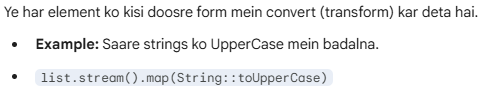 Ye har element ko kisi doosre form mein convert (transform) kar deta hai.
• Example: Saare strings ko UpperCase mein badalna.
• list.stream().map(String::toUpperCase)